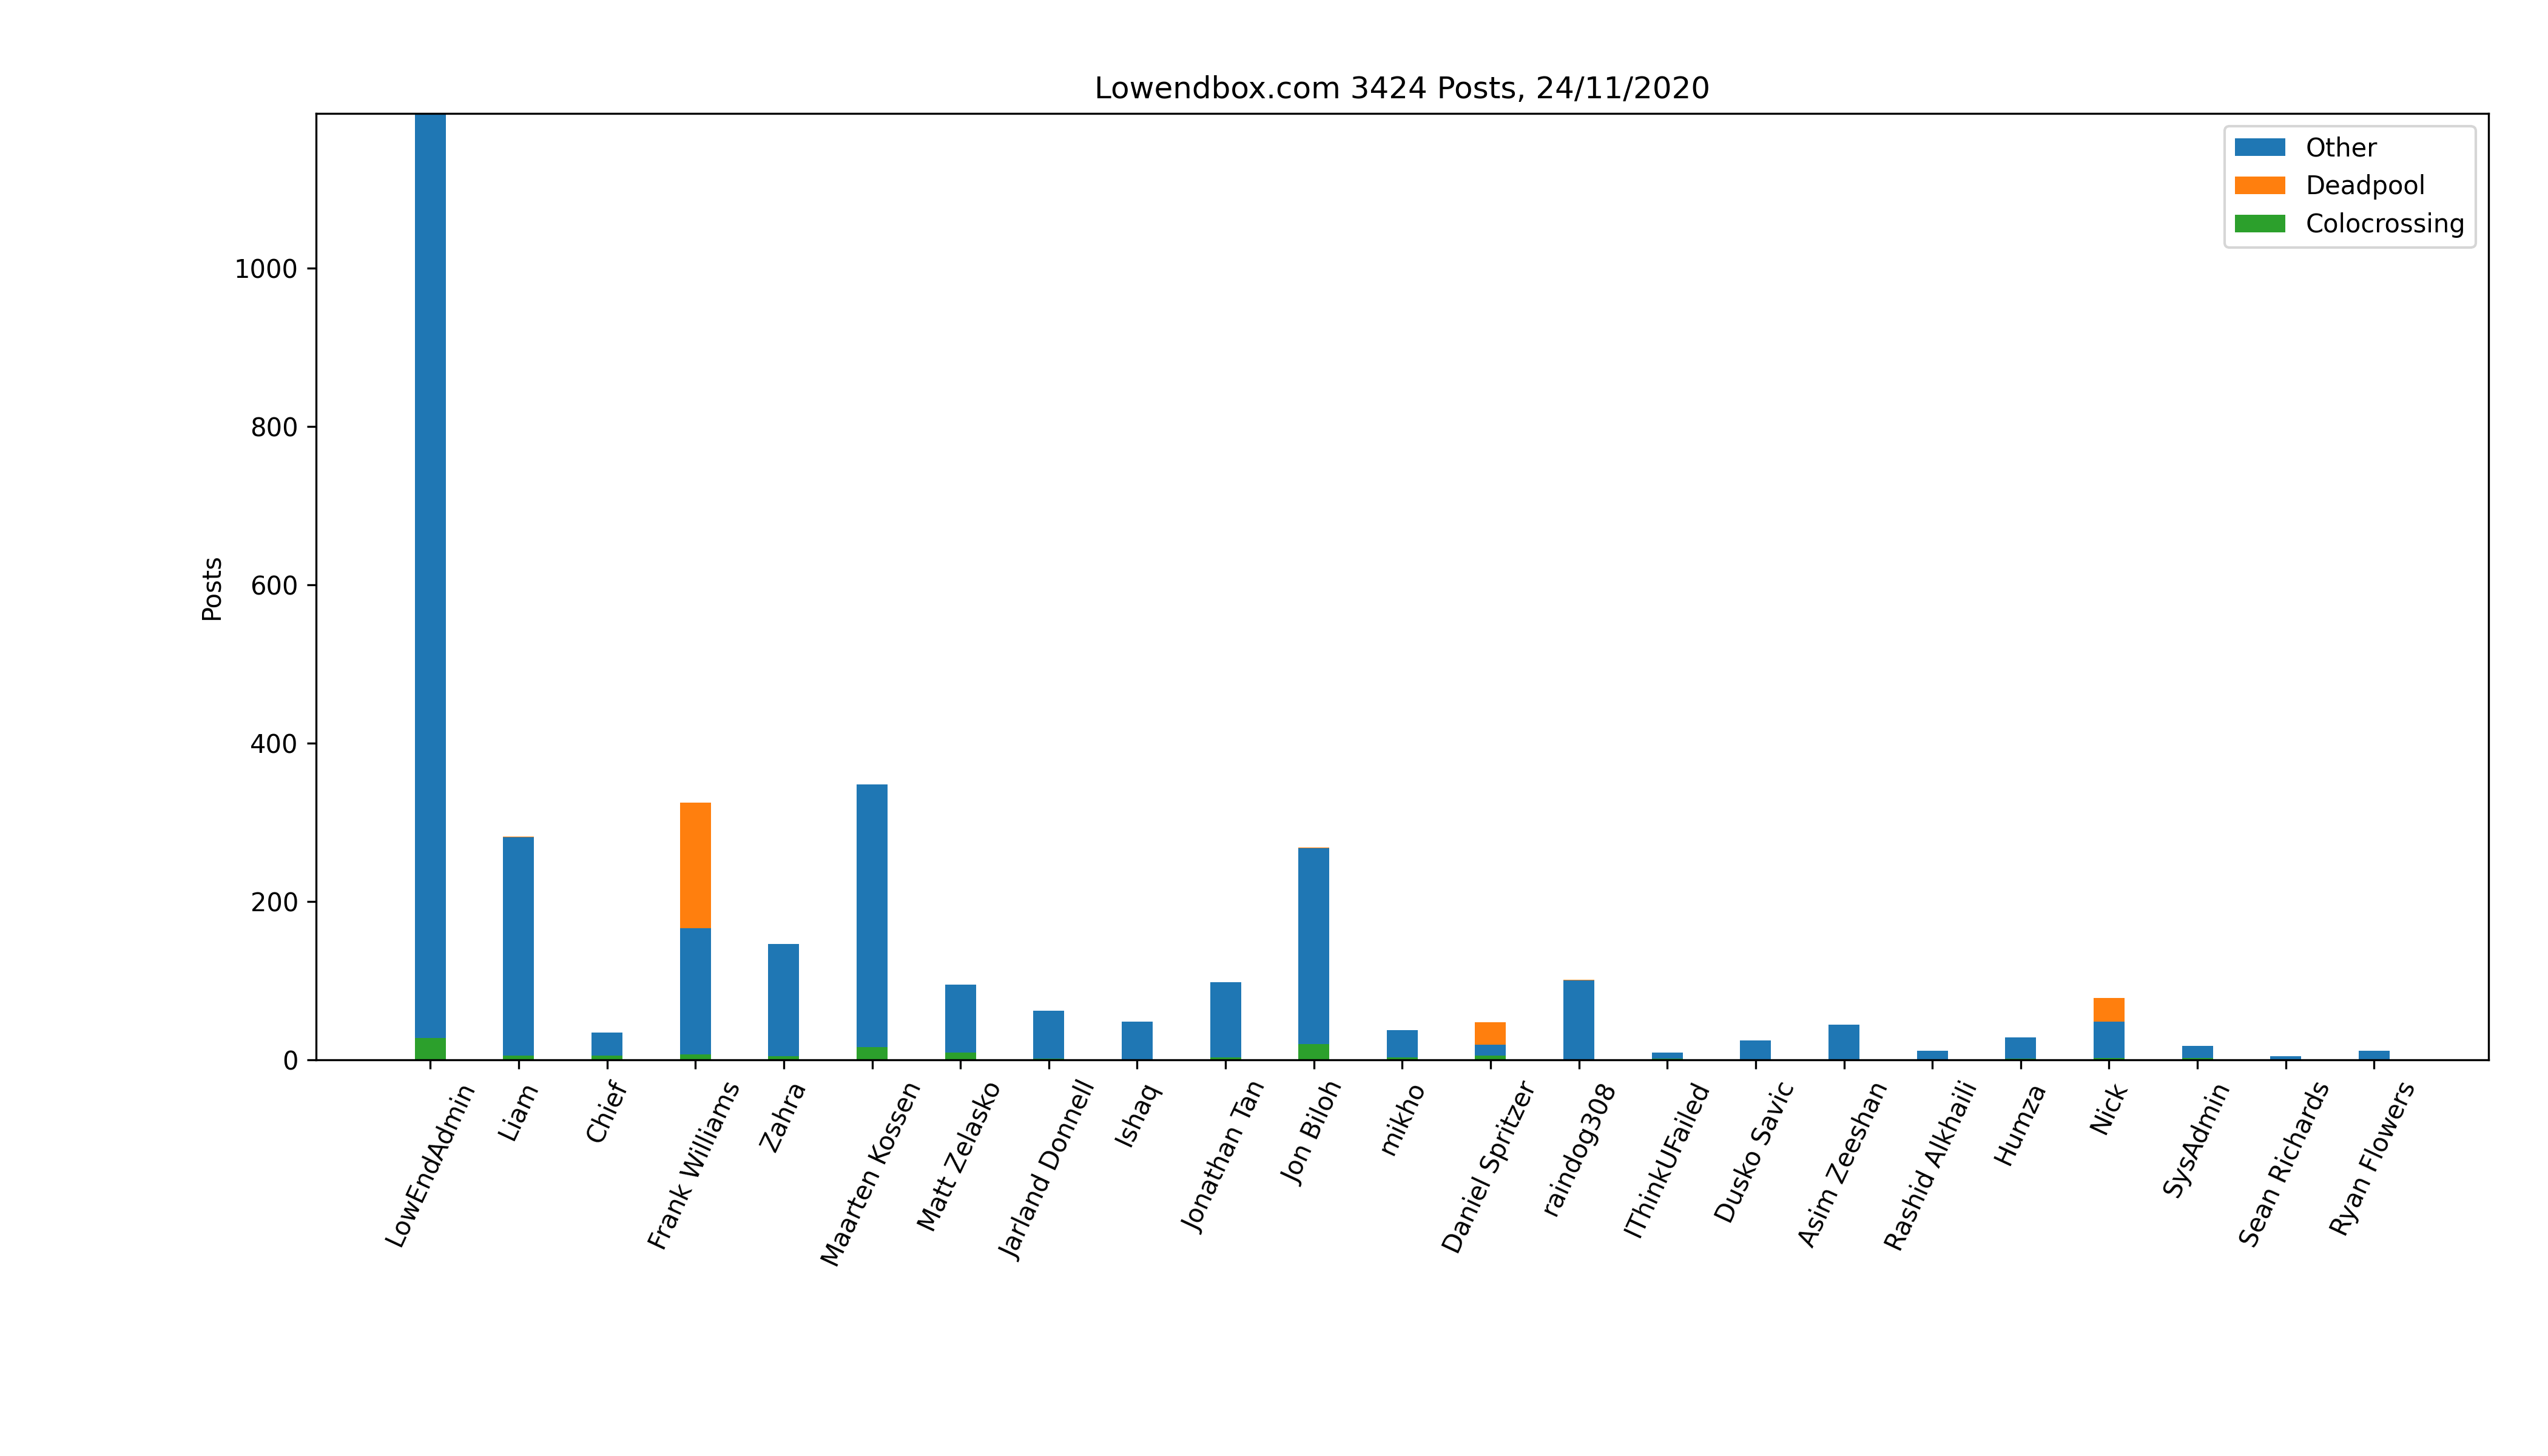 Lowendbox.com 3424 Posts, 24/11/2020
Other
Deadpool
Colocrossing
1000
800
600
400
200
0
Posts
LowEndAdmin
Liam
Chief
Frank Williams
Zahra
Maarten Kossen
Matt Zelasko
Jarland Donnell
Ishaq
Jonathan Tan
Jon Biloh
mikho
Daniel Spritzer
raindog308
IThinkUFailed
Dusko Savic
Asim Zeeshan
Rashid Alkhaili
Humza
Nick
SysAdmin
Sean Richards
Ryan Flowers